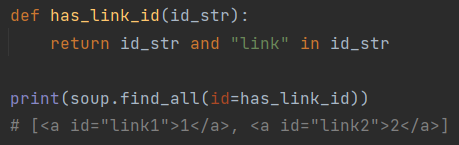 def has_link_id(id_str):
    return id_str and "link" in id_str
print(soup.find_all(id=has_link_id))
# [<a id="link1">1</a>, <a id="link2">2</a>]